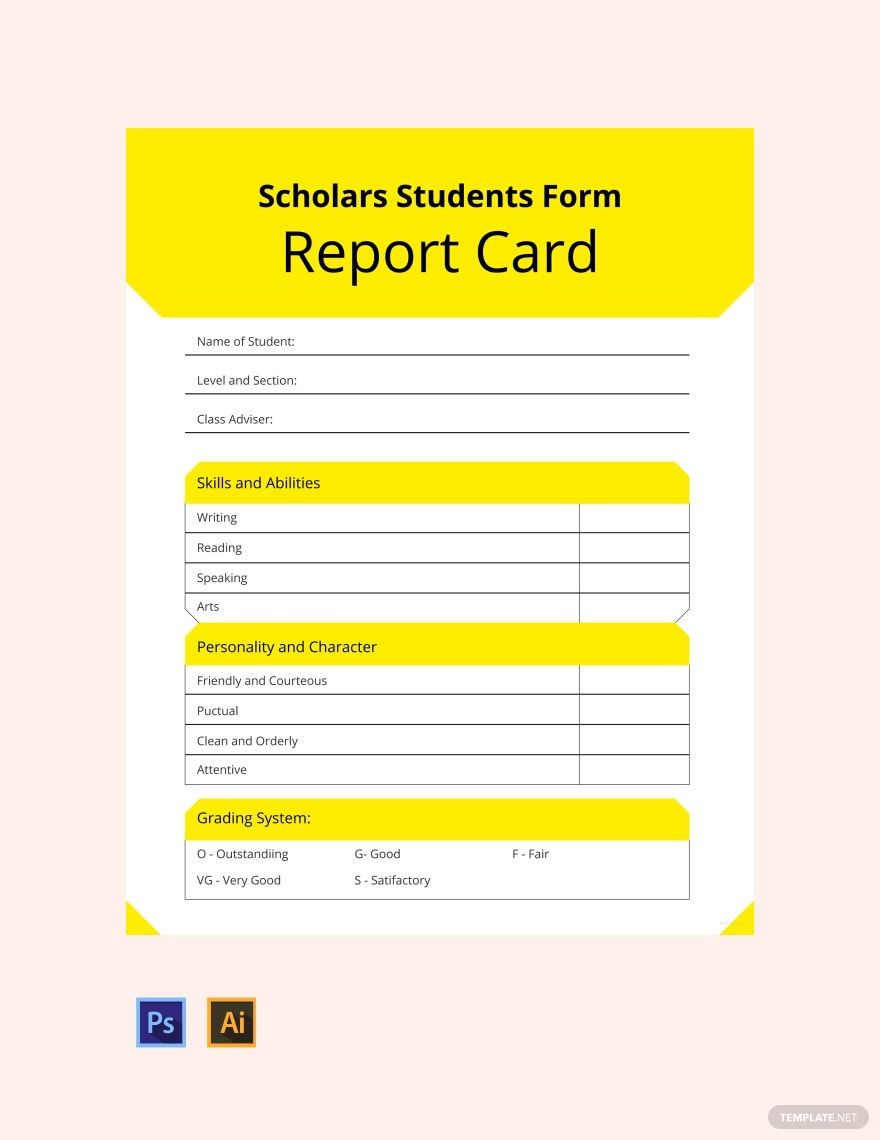 Scholars Students Form
Report Card
Name of Student:
Level and Section:
Class Adviser:
Skills and Abilities
Writing
Reading
Speaking
Arts
Personality and Character
Friendly and Courteous
Puctual
Clean and Orderly
Attentive
Grading System:
O - Outstandiing G- Good F - Fair
VG - Very Good S - Satifactory
Ps Ai
TEMPLATE.NET